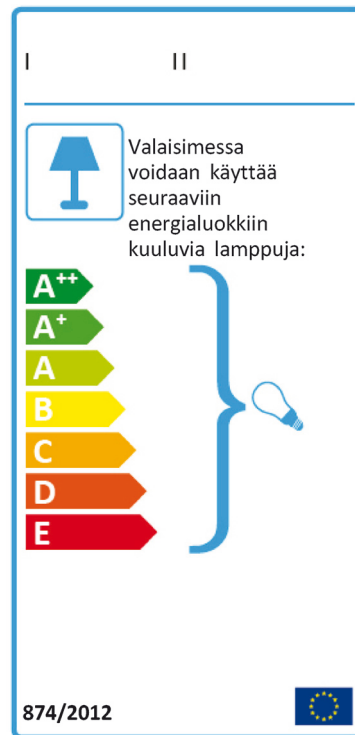 I II
Valaisimessa
voidaan käyttää
seuraaviin
energialuokkiin
kuuluvia lamppuja:
A++
A+
A
B
C
D
E
874/2012